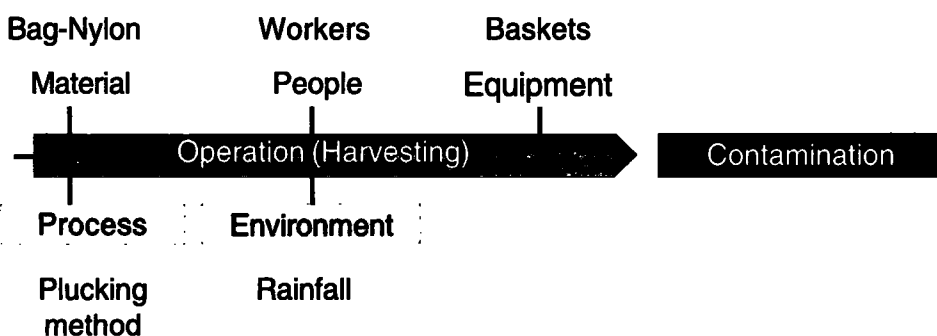 Bag-Nylon Workers Baskets
Material People Equipment
Operation (Harvesting) Contamination
Process Environment
Plucking Rainfall
method